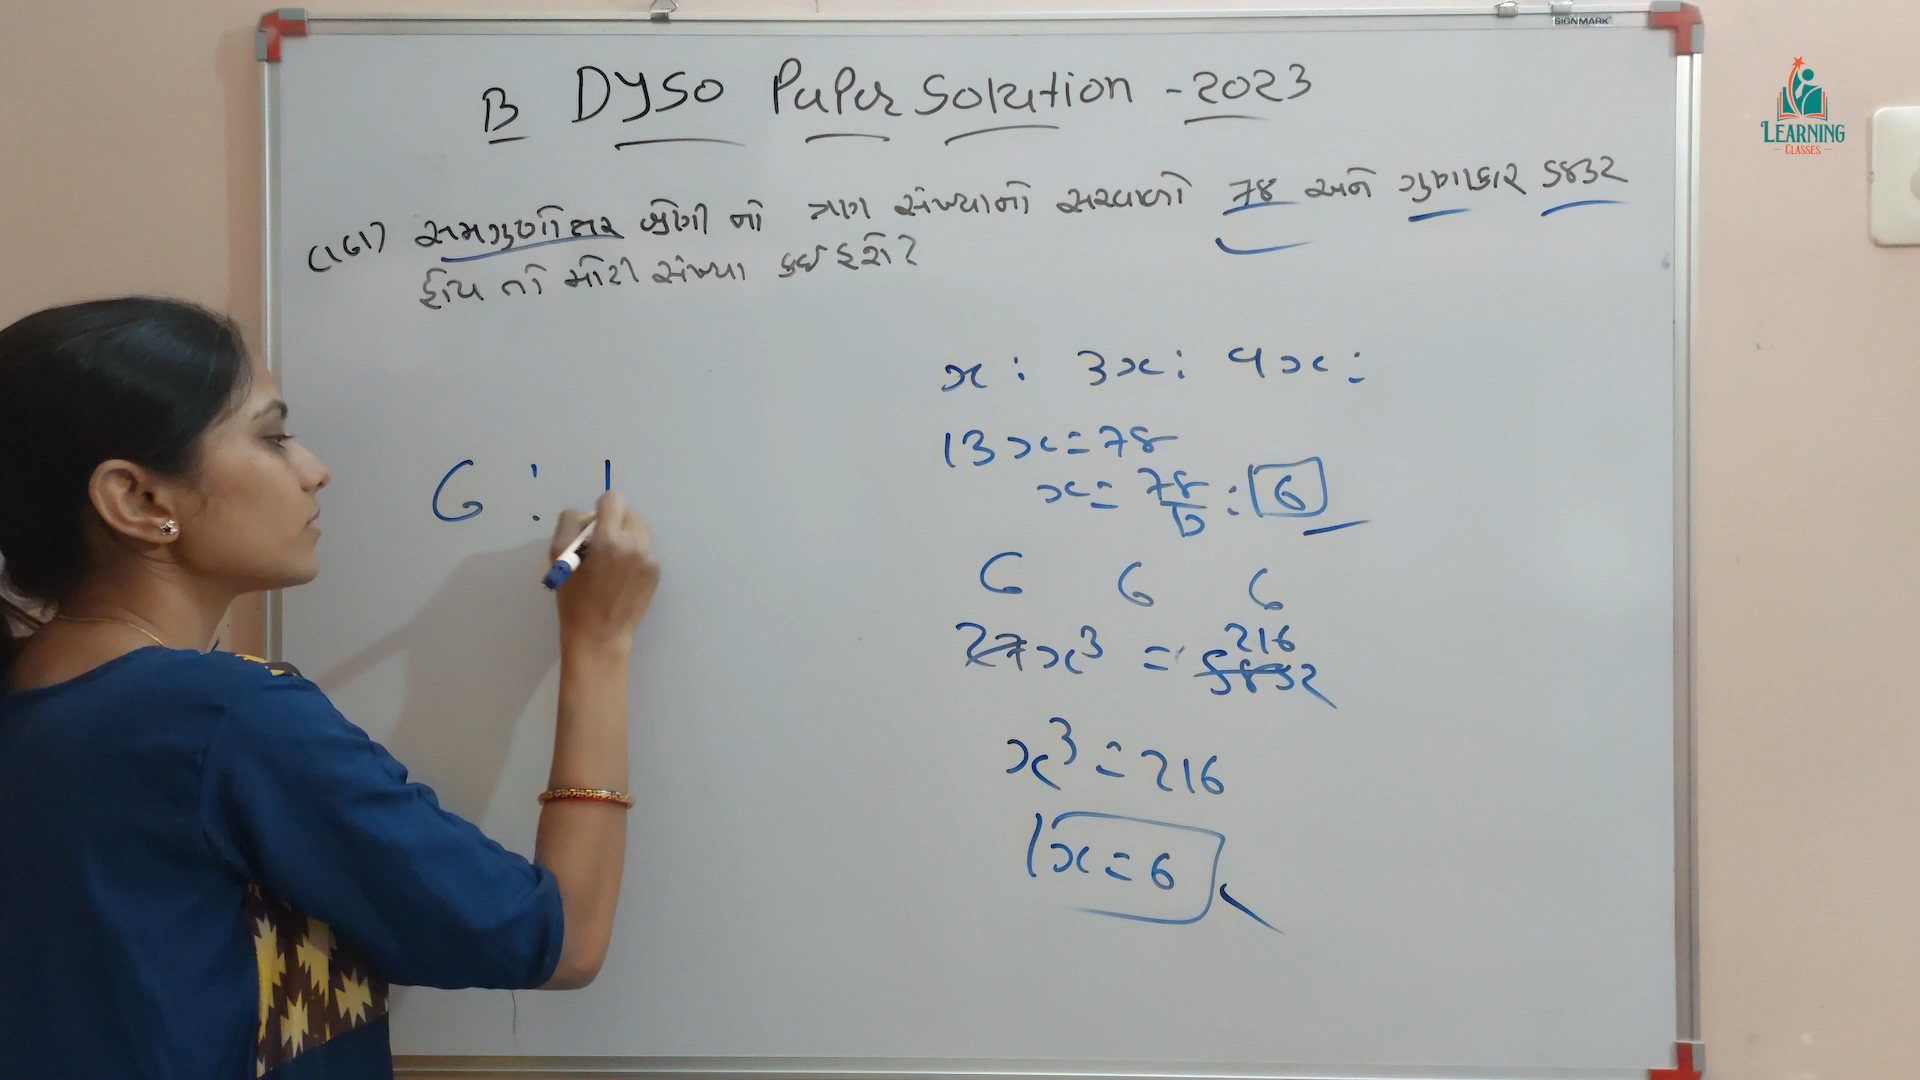 B DYSO Paper Solution - 2023
(161) સમગુણોત્તર શ્રેણી નો ત્રણ સંખ્યાનો સરવાળો 78 અને ગુણાકાર 5832
હોય તો મોટી સંખ્યા કઈ હશે?
x : 3x : 9x :
13x = 78
x = 78/13 : 6
6 6 6
27x³ = 216
5832
x³ = 216
x = 6
6 : 1
SIGNMARK
LEARNING
CLASSES